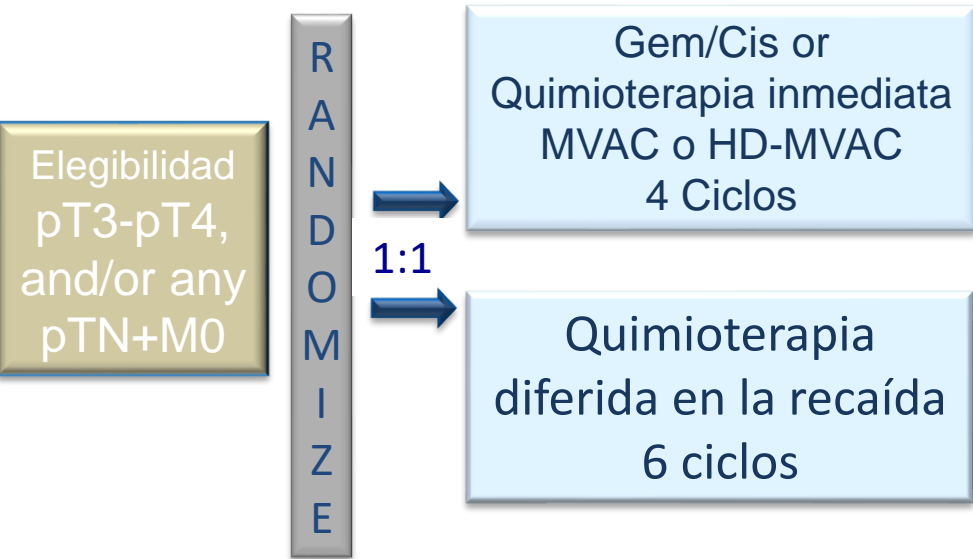 Elegibilidad
pT3-pT4,
and/or any
pTN+M0
R
A
N
D
O
M
I
Z
E
1:1
Gem/Cis or
Quimioterapia inmediata
MVAC o HD-MVAC
4 Ciclos
Quimioterapia
diferida en la recaída
6 ciclos